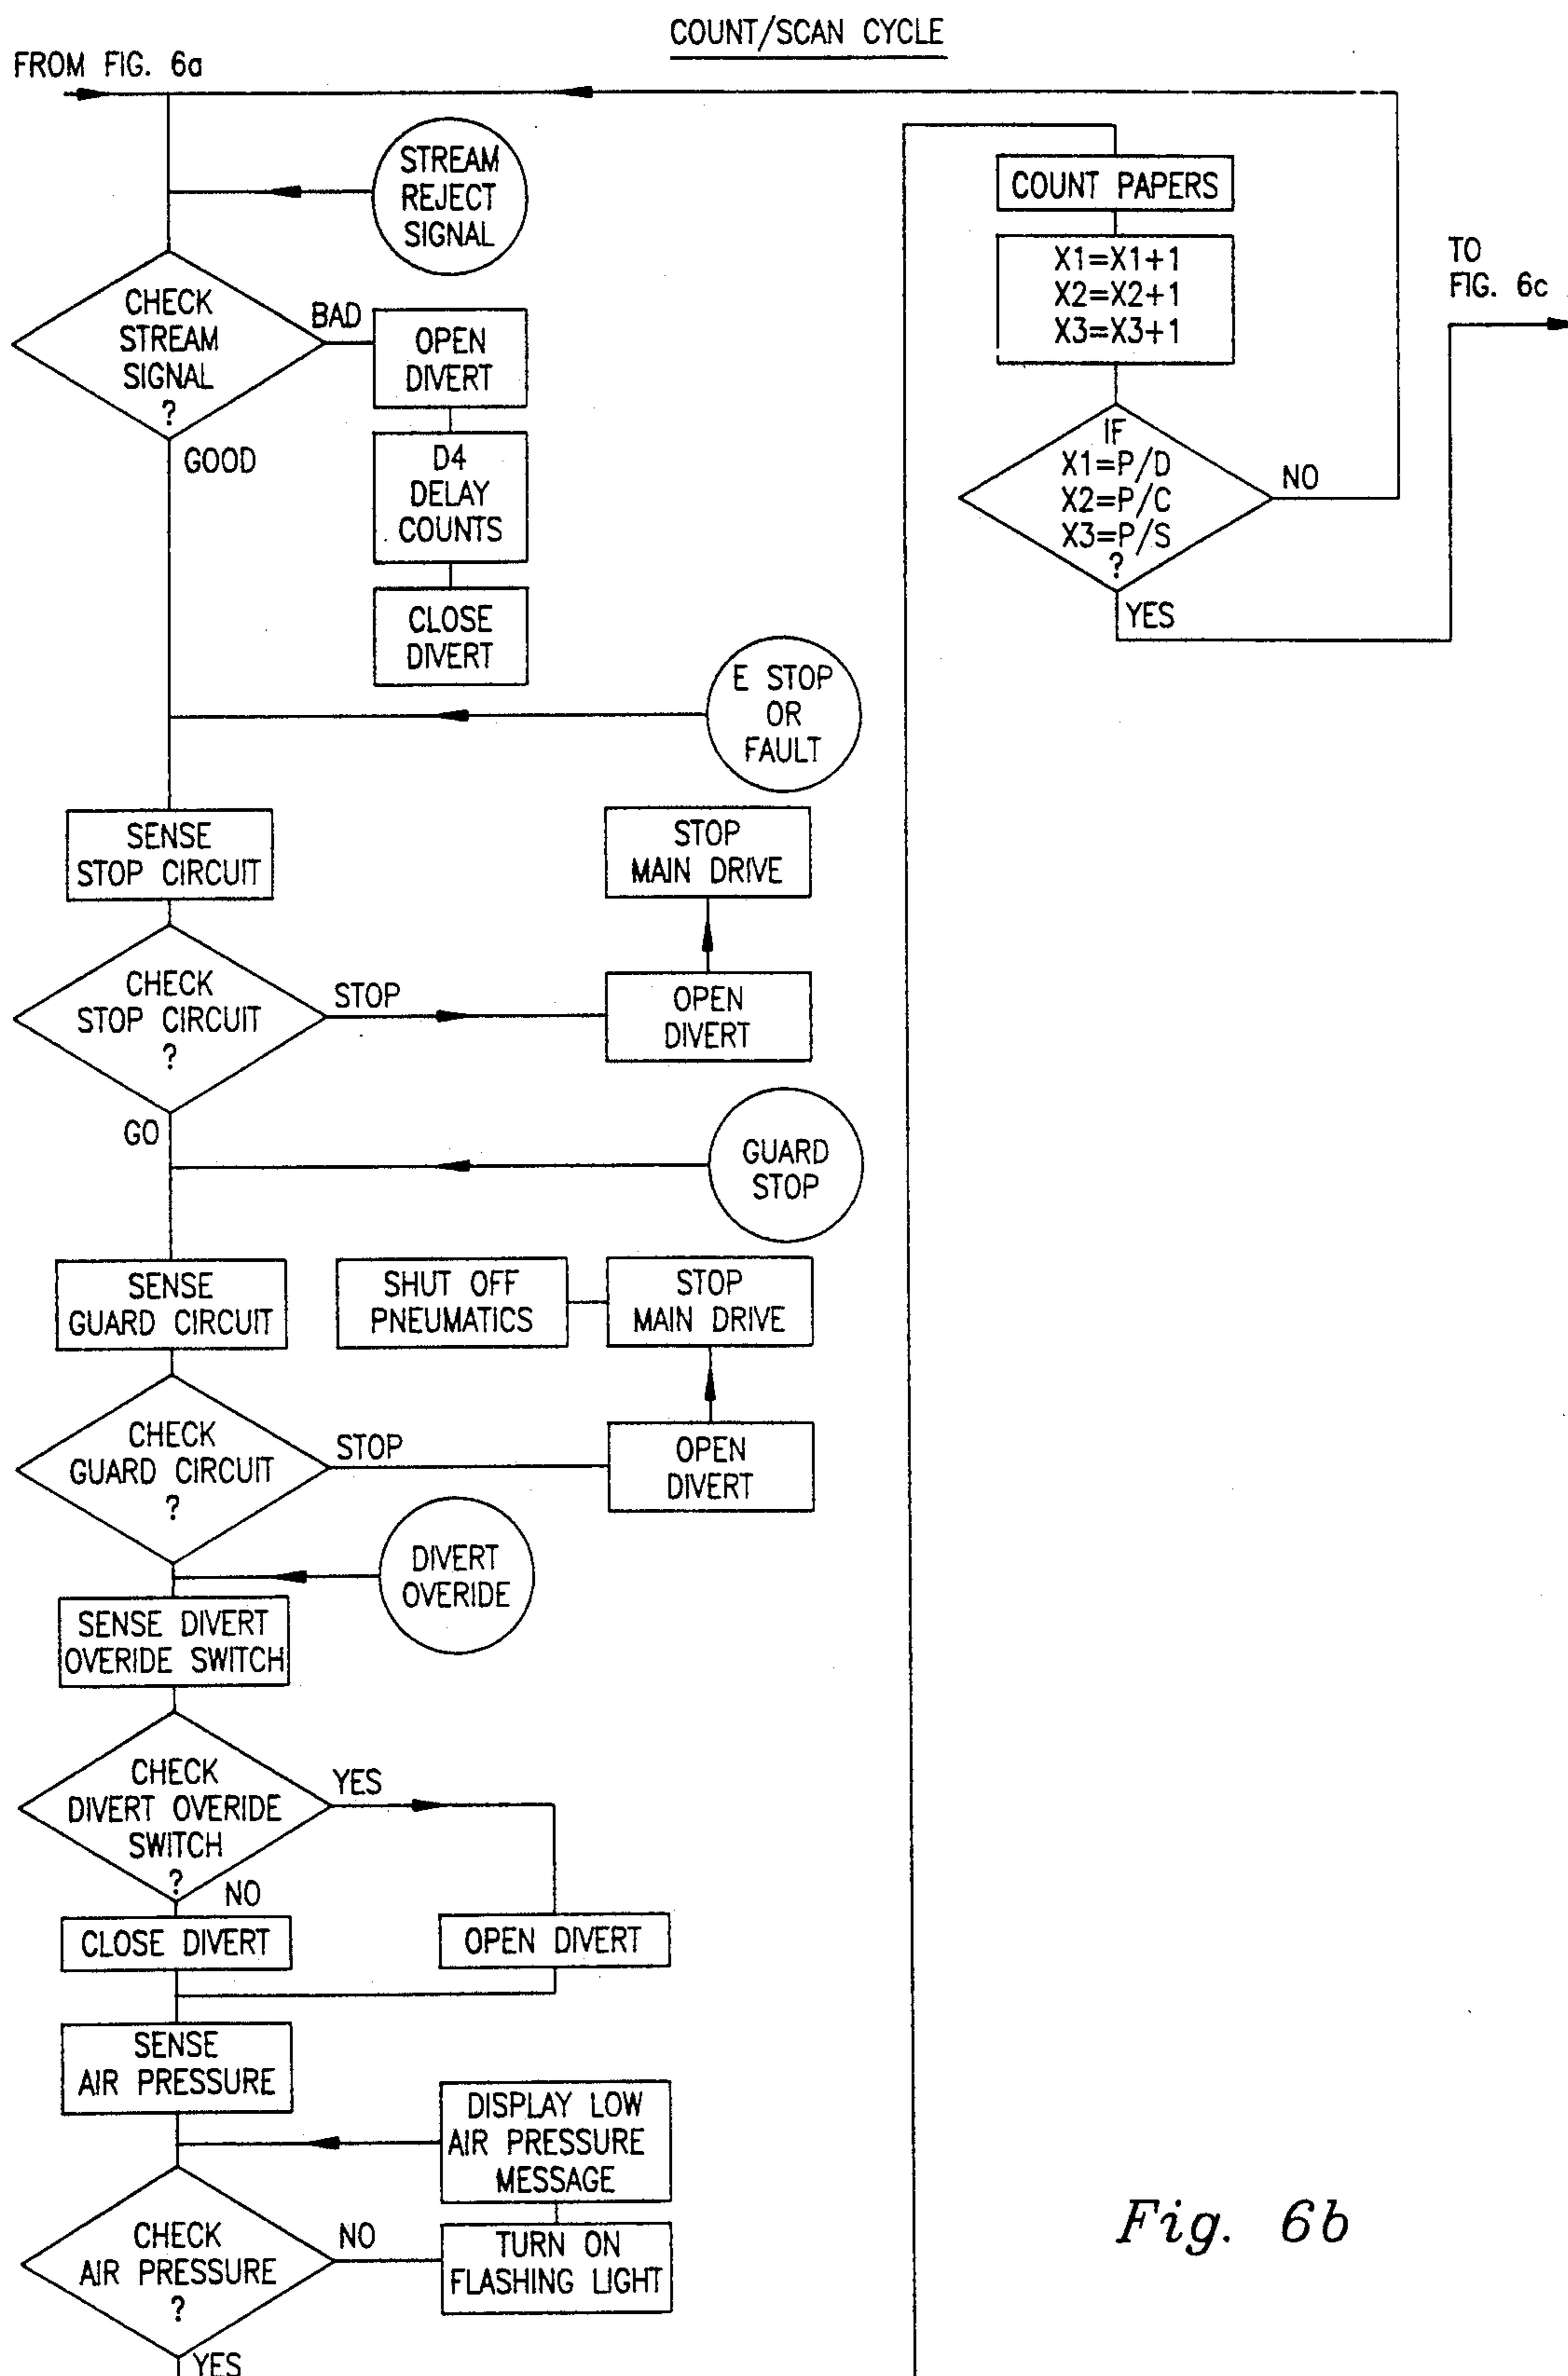 COUNT/SCAN CYCLE
FROM FIG. 6a
STREAM
REJECT
SIGNAL
CHECK
STREAM
SIGNAL
?
BAD
GOOD
OPEN
DIVERT
D4
DELAY
COUNTS
CLOSE
DIVERT
E STOP
OR
FAULT
SENSE
STOP CIRCUIT
STOP
MAIN DRIVE
CHECK
STOP CIRCUIT
?
STOP
OPEN
DIVERT
GO
GUARD
STOP
SENSE
GUARD CIRCUIT
SHUT OFF
PNEUMATICS
STOP
MAIN DRIVE
CHECK
GUARD CIRCUIT
?
STOP
OPEN
DIVERT
DIVERT
OVERIDE
SENSE DIVERT
OVERIDE SWITCH
CHECK
DIVERT OVERIDE
SWITCH
?
YES
NO
CLOSE DIVERT
OPEN DIVERT
SENSE
AIR PRESSURE
DISPLAY LOW
AIR PRESSURE
MESSAGE
CHECK
AIR PRESSURE
?
NO
TURN ON
FLASHING LIGHT
YES
COUNT PAPERS
X1=X1+1
X2=X2+1
X3=X3+1
IF
X1=P/D
X2=P/C
X3=P/S
?
NO
YES
TO
FIG. 6c
Fig. 6b